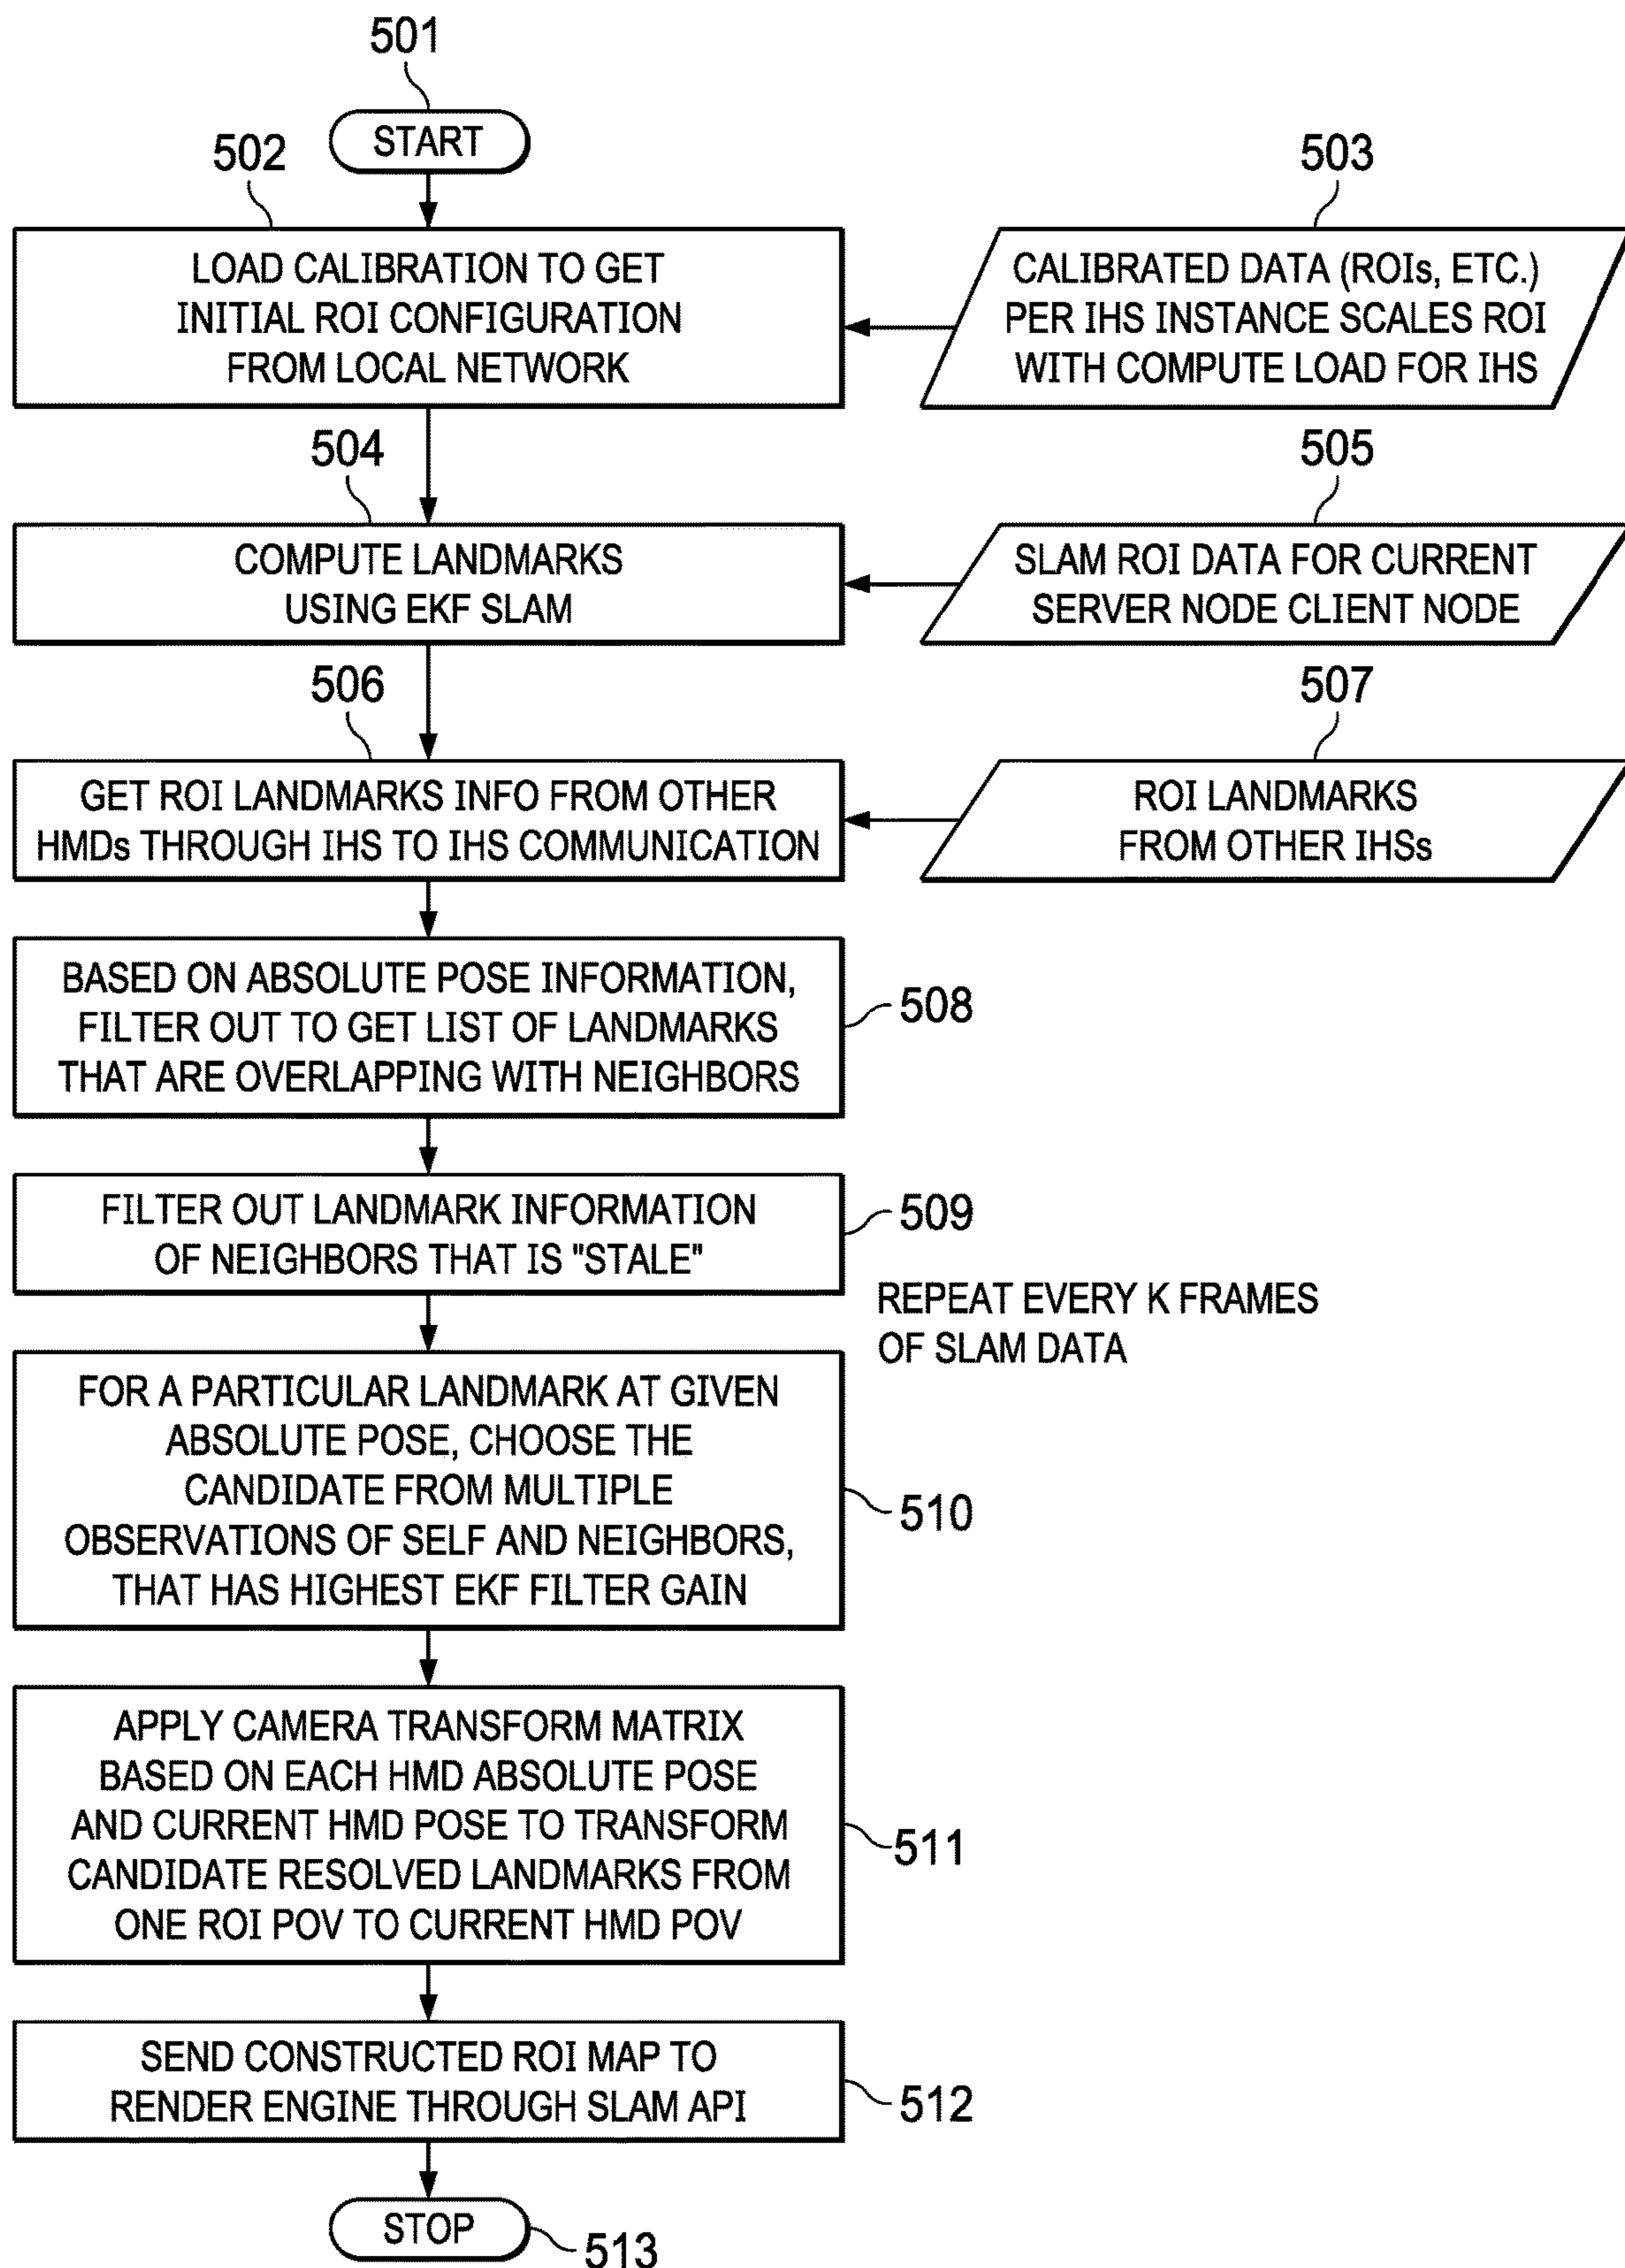 501
START
502
503
LOAD CALIBRATION TO GET
INITIAL ROI CONFIGURATION
FROM LOCAL NETWORK
CALIBRATED DATA (ROIs, ETC.)
PER IHS INSTANCE SCALES ROI
WITH COMPUTE LOAD FOR IHS
504
505
COMPUTE LANDMARKS
USING EKF SLAM
SLAM ROI DATA FOR CURRENT
SERVER NODE CLIENT NODE
506
507
GET ROI LANDMARKS INFO FROM OTHER
HMDs THROUGH IHS TO IHS COMMUNICATION
ROI LANDMARKS
FROM OTHER IHSs
BASED ON ABSOLUTE POSE INFORMATION,
FILTER OUT TO GET LIST OF LANDMARKS
THAT ARE OVERLAPPING WITH NEIGHBORS
508
FILTER OUT LANDMARK INFORMATION
OF NEIGHBORS THAT IS "STALE"
509
REPEAT EVERY K FRAMES
OF SLAM DATA
FOR A PARTICULAR LANDMARK AT GIVEN
ABSOLUTE POSE, CHOOSE THE
CANDIDATE FROM MULTIPLE
OBSERVATIONS OF SELF AND NEIGHBORS,
THAT HAS HIGHEST EKF FILTER GAIN
510
APPLY CAMERA TRANSFORM MATRIX
BASED ON EACH HMD ABSOLUTE POSE
AND CURRENT HMD POSE TO TRANSFORM
CANDIDATE RESOLVED LANDMARKS FROM
ONE ROI POV TO CURRENT HMD POV
511
SEND CONSTRUCTED ROI MAP TO
RENDER ENGINE THROUGH SLAM API
512
STOP
513